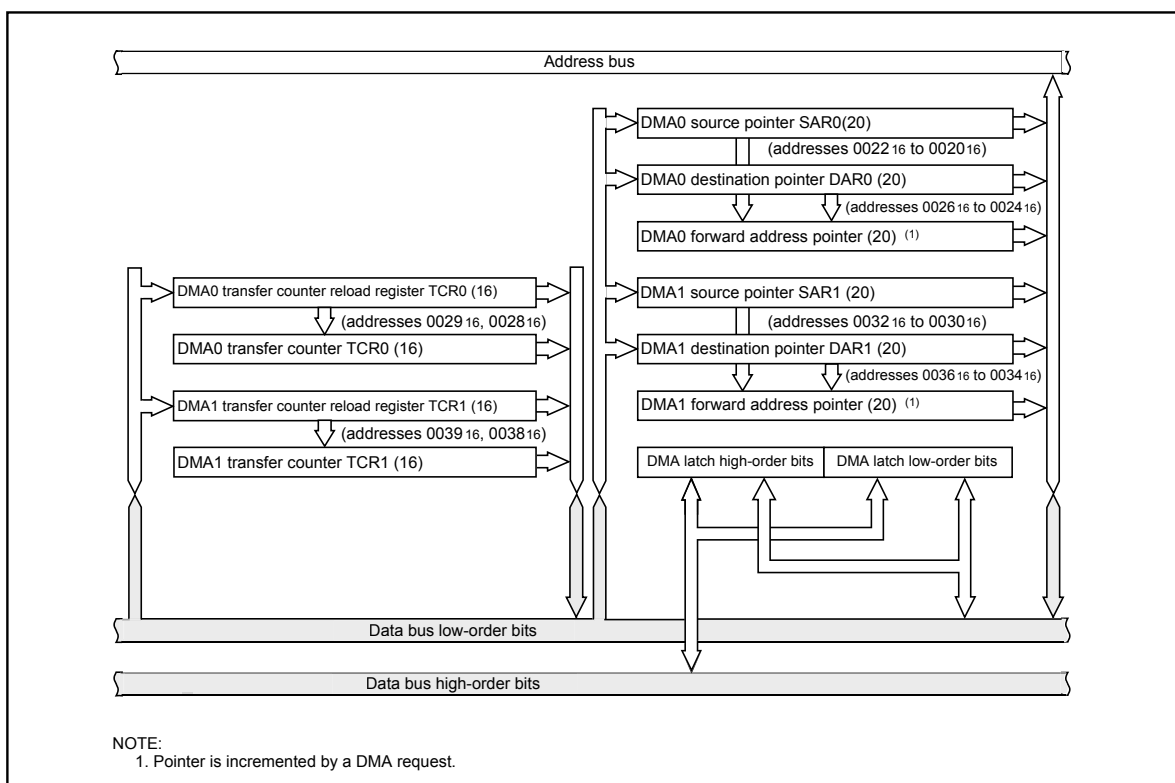 Address bus
DMA0 source pointer SAR0(20)
(addresses 0022 16 to 0020 16)
DMA0 destination pointer DAR0 (20)
(addresses 0026 16 to 0024 16)
DMA0 forward address pointer (20) (1)
DMA0 transfer counter reload register TCR0 (16)
(addresses 0029 16, 0028 16)
DMA0 transfer counter TCR0 (16)
DMA1 transfer counter reload register TCR1 (16)
(addresses 0039 16, 0038 16)
DMA1 transfer counter TCR1 (16)
DMA1 source pointer SAR1 (20)
(addresses 0032 16 to 0030 16)
DMA1 destination pointer DAR1 (20)
(addresses 0036 16 to 0034 16)
DMA1 forward address pointer (20) (1)
DMA latch high-order bits
DMA latch low-order bits
Data bus low-order bits
Data bus high-order bits
NOTE:
1. Pointer is incremented by a DMA request.